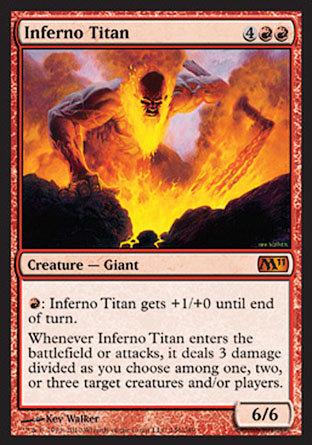 Inferno Titan 4
Creature — Giant M11
: Inferno Titan gets +1/+0 until end
of turn.
Whenever Inferno Titan enters the
battlefield or attacks, it deals 3 damage
divided as you choose among one, two,
or three target creatures and/or players.
Kev Walker
6/6